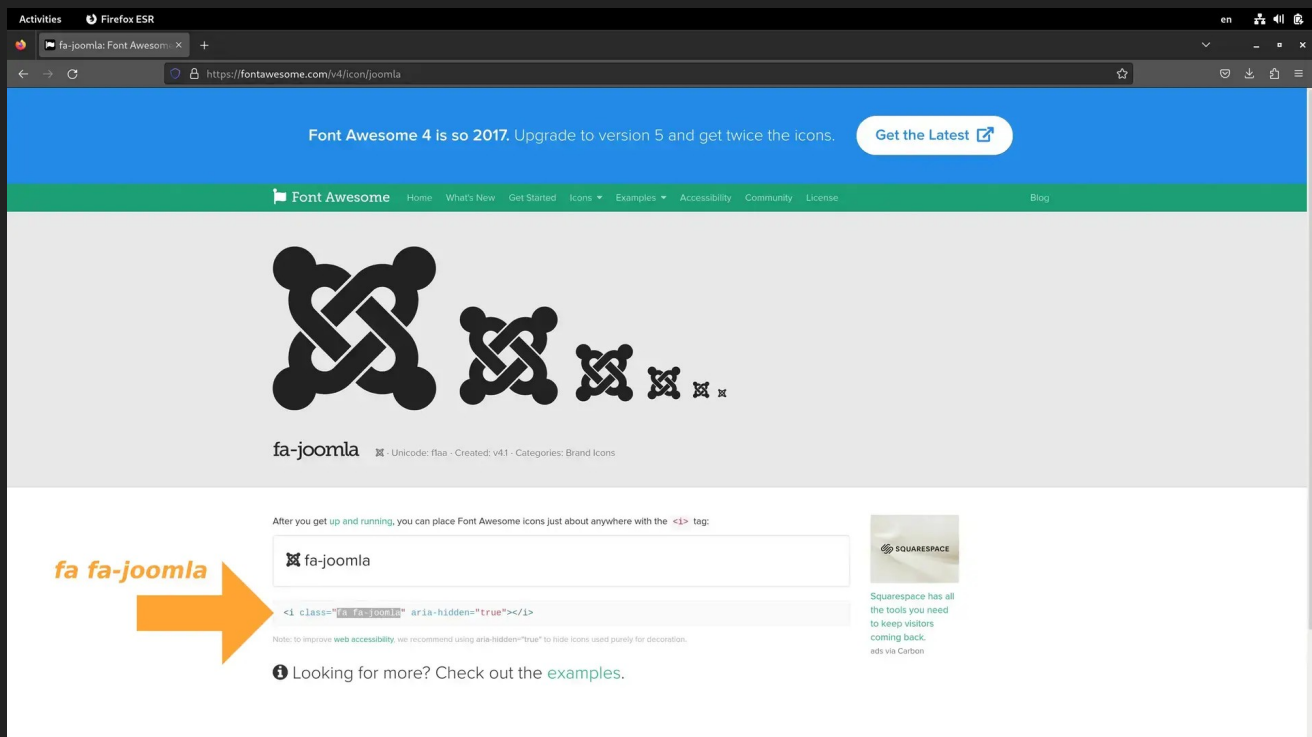 Activities Firefox ESR en
fa-joomla: Font Awesom
https://fontawesome.com/v4/icon/joomla
Font Awesome 4 is so 2017. Upgrade to version 5 and get twice the icons. Get the Latest
Font Awesome Home What's New Get Started Icons Examples Accessibility Community License Blog
fa-joomla · Unicode: f1aa · Created: v4.1 · Categories: Brand Icons
After you get up and running, you can place Font Awesome icons just about anywhere with the <i> tag:
fa-joomla
fa fa-joomla
<i class="fa fa-joomla" aria-hidden="true"></i>
Note: to improve web accessibility, we recommend using aria-hidden="true" to hide icons used purely for decoration.
Looking for more? Check out the examples.
SQUARESPACE
Squarespace has all
the tools you need
to keep visitors
coming back.
ads via Carbon